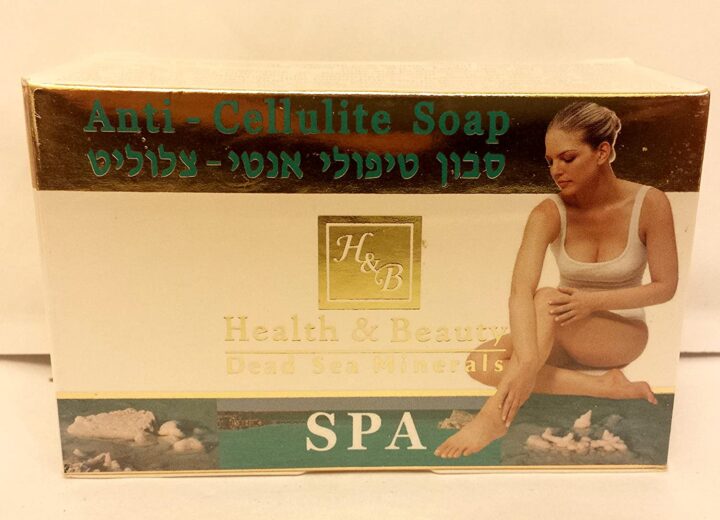 Anti - Cellulite Soap
סבון טיפולי אנטי - צלוליט
H&B
Health & Beauty
Dead Sea Minerals
SPA